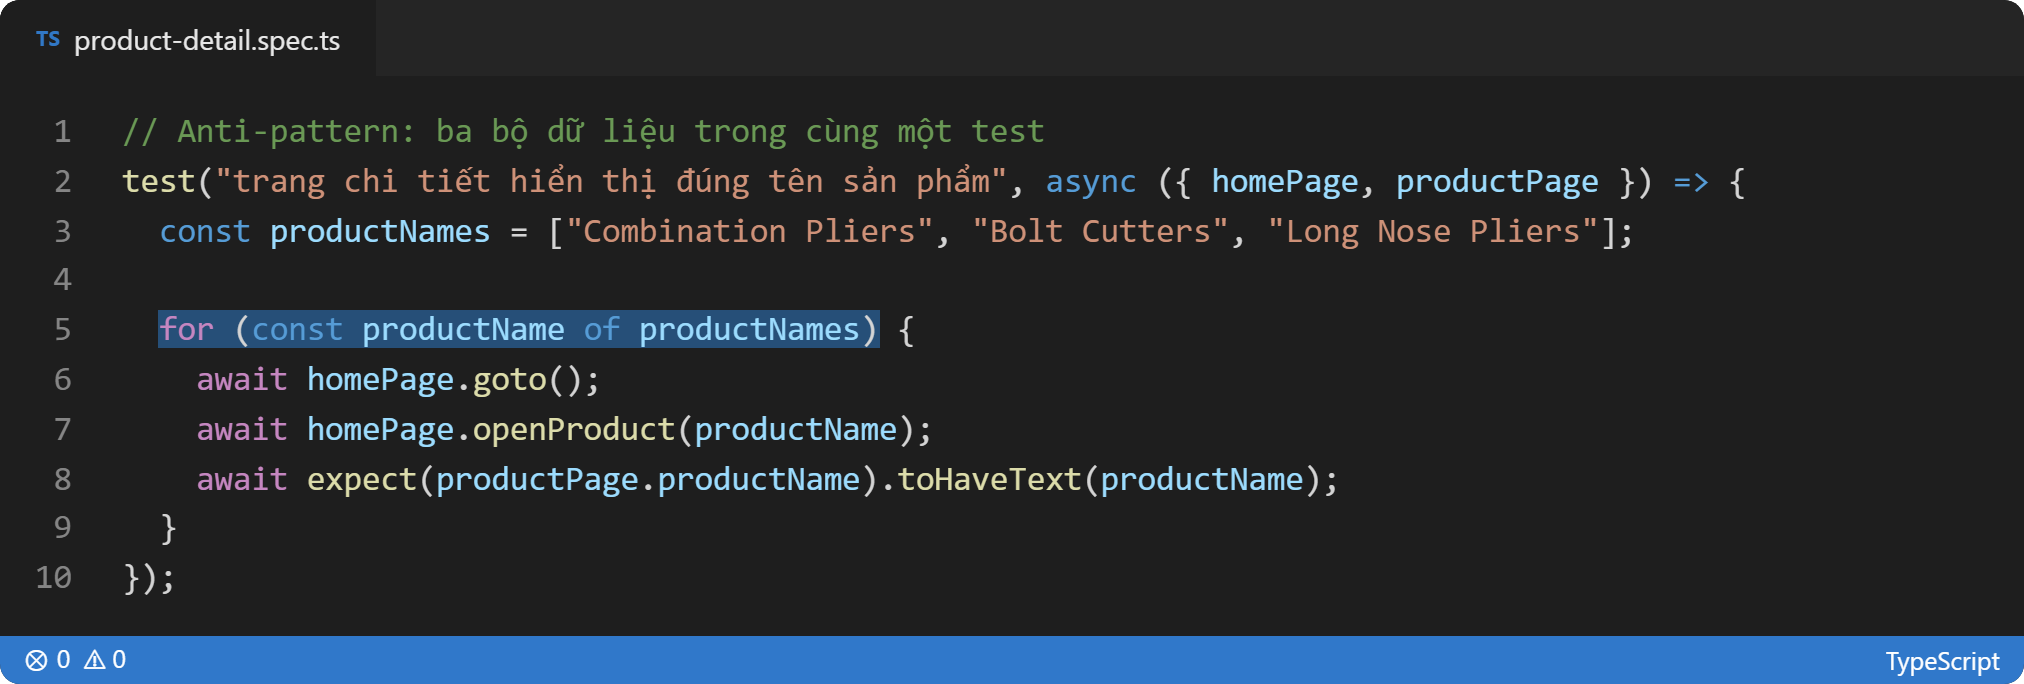 TS product-detail.spec.ts
1 // Anti-pattern: ba bộ dữ liệu trong cùng một test
2 test("trang chi tiết hiển thị đúng tên sản phẩm", async ({ homePage, productPage }) => {
3 const productNames = ["Combination Pliers", "Bolt Cutters", "Long Nose Pliers"];
4
5 for (const productName of productNames) {
6 await homePage.goto();
7 await homePage.openProduct(productName);
8 await expect(productPage.productName).toHaveText(productName);
9 }
10 });
0 0 TypeScript